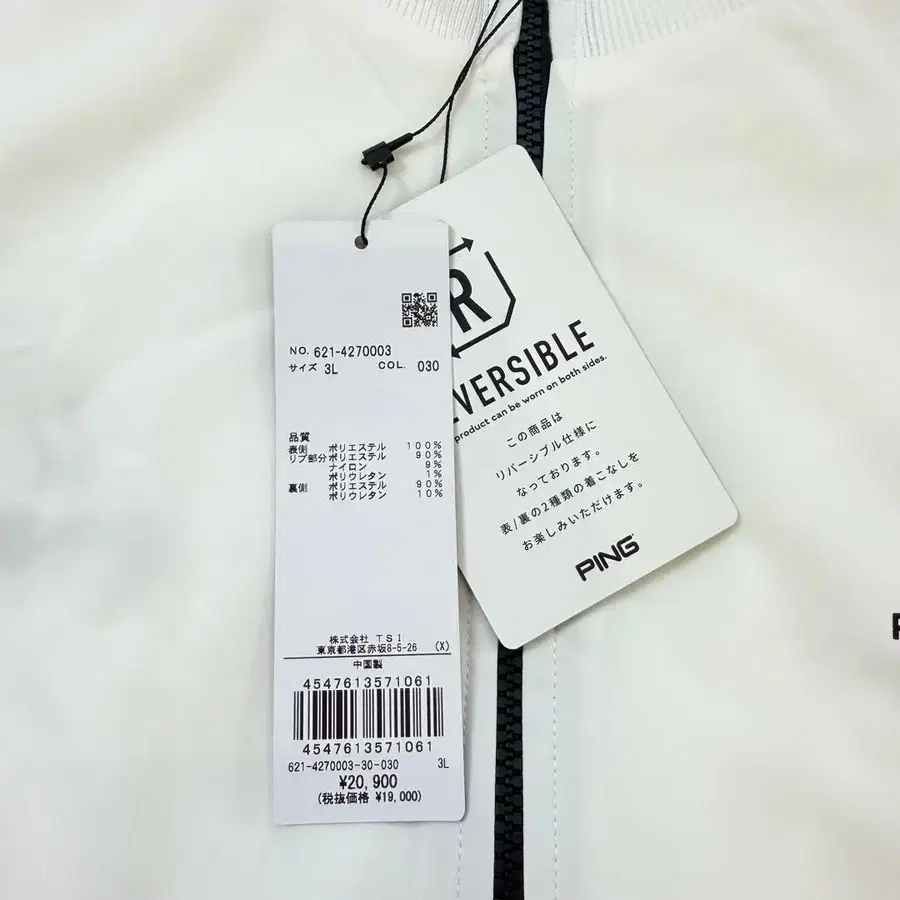 NO. 621-4270003
サイズ 3L COL. 030
品質
表側 ポリエステル 100%
リブ部分 ポリエステル 90%
ナイロン 9%
ポリウレタン 1%
裏側 ポリエステル 90%
ポリウレタン 10%
株式会社 TSI
東京都港区赤坂8-5-26 (X)
中国製
4547613571061
4547613571061
621-4270003-30-030 3L
¥20,900
(税抜価格 ¥19,000)
R
VERSIBLE
product can be worn on both sides.
この商品は
リバーシブル仕様に
なっております。
表/裏の2種類の着こなしを
お楽しみいただけます。
PING